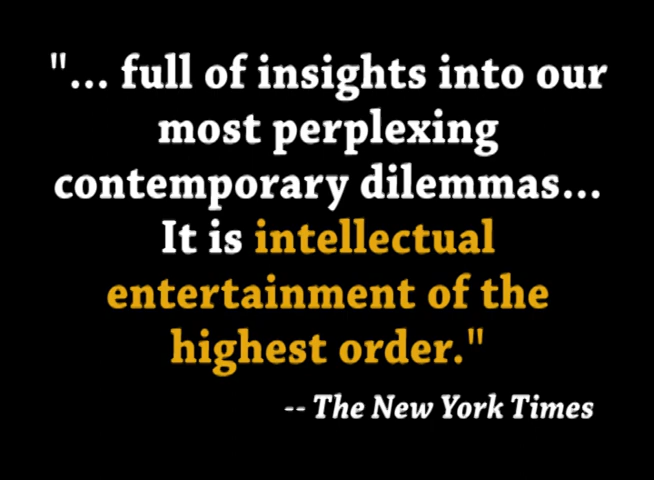 "... full of insights into our
most perplexing
contemporary dilemmas...
It is intellectual
entertainment of the
highest order."
-- The New York Times